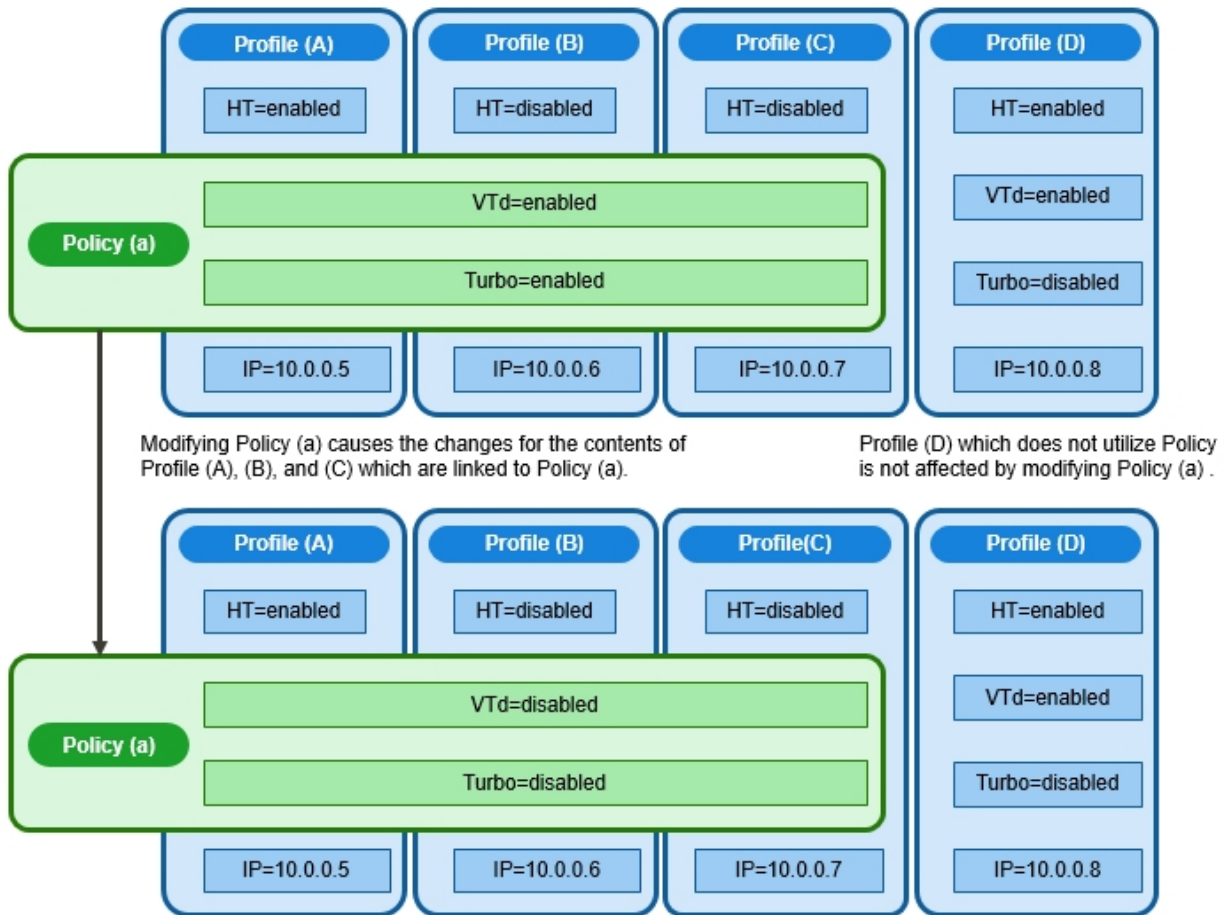 Profile (A)
Profile (B)
Profile (C)
Profile (D)
HT=enabled
HT=disabled
HT=disabled
HT=enabled
VTd=enabled
VTd=enabled
Policy (a)
Turbo=enabled
Turbo=disabled
IP=10.0.0.5
IP=10.0.0.6
IP=10.0.0.7
IP=10.0.0.8
Modifying Policy (a) causes the changes for the contents of
Profile (A), (B), and (C) which are linked to Policy (a).
Profile (D) which does not utilize Policy
is not affected by modifying Policy (a) .
Profile (A)
Profile (B)
Profile(C)
Profile (D)
HT=enabled
HT=disabled
HT=disabled
HT=enabled
VTd=disabled
VTd=enabled
Policy (a)
Turbo=disabled
Turbo=disabled
IP=10.0.0.5
IP=10.0.0.6
IP=10.0.0.7
IP=10.0.0.8